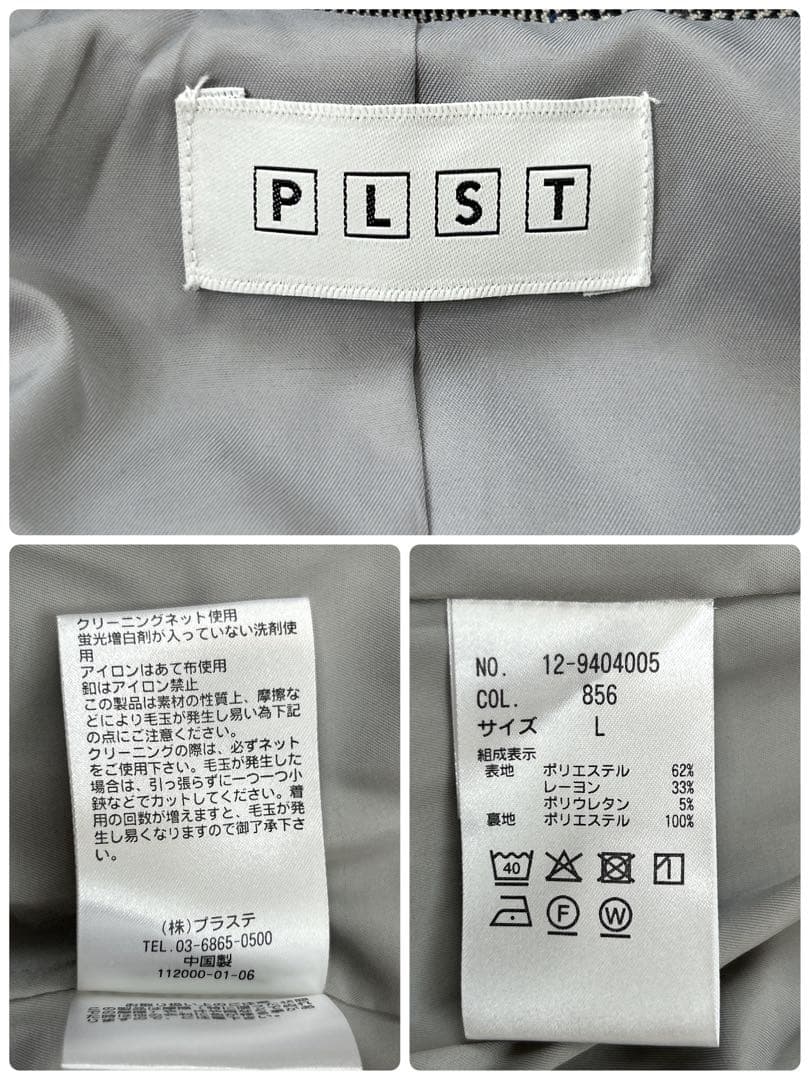 PLST
クリーニングネット使用
蛍光増白剤が入っていない洗剤使
用
アイロンはあて布使用
釦はアイロン禁止
この製品は素材の性質上、摩擦な
どにより毛玉が発生し易い為下記
の点にご注意ください。
クリーニングの際は、必ずネット
をご使用下さい。毛玉が発生した
場合は、引っ張らずに一つ一つ小
鋏などでカットしてください。着
用の回数が増えますと、毛玉が発
生し易くなりますので御了承下さ
い。
(株)プラステ
TEL.03-6865-0500
中国製
112000-01-06
NO. 12-9404005
COL. 856
サイズ L
組成表示
表地 ポリエステル 62%
レーヨン 33%
ポリウレタン 5%
裏地 ポリエステル 100%
40
F W